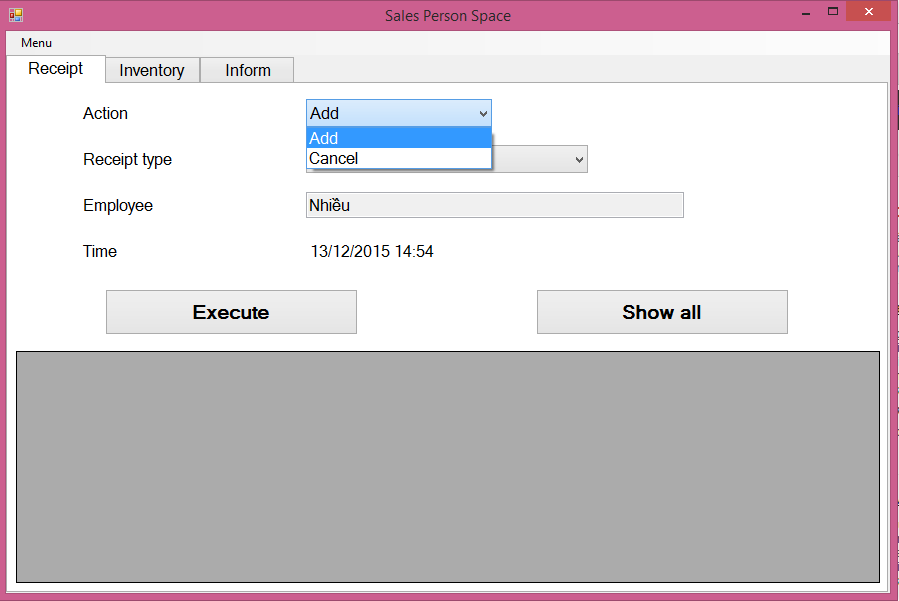 Sales Person Space
Menu
Receipt Inventory Inform
Action Add
Add
Cancel
Receipt type
Employee Nhiều
Time 13/12/2015 14:54
Execute Show all